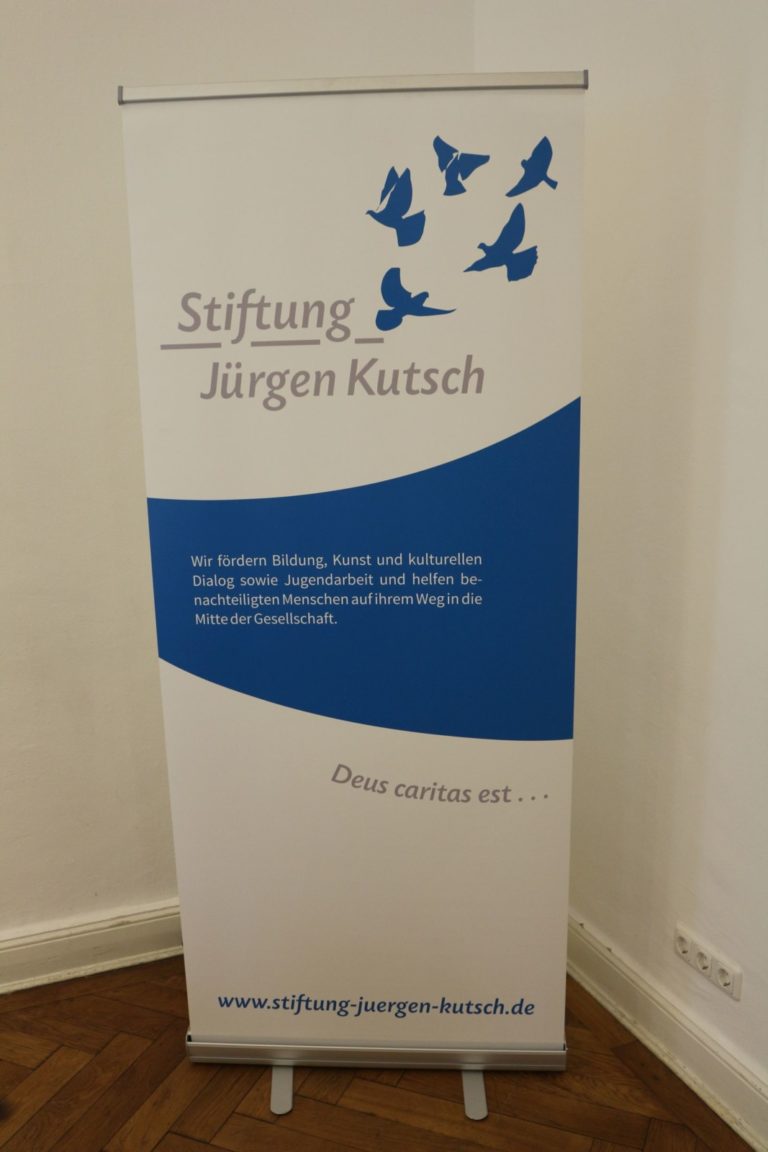 Stiftung
Jürgen Kutsch
Wir fördern Bildung, Kunst und kulturellen
Dialog sowie Jugendarbeit und helfen be-
nachteiligten Menschen auf ihrem Weg in die
Mitte der Gesellschaft.
Deus caritas est . . .
www.stiftung-juergen-kutsch.de